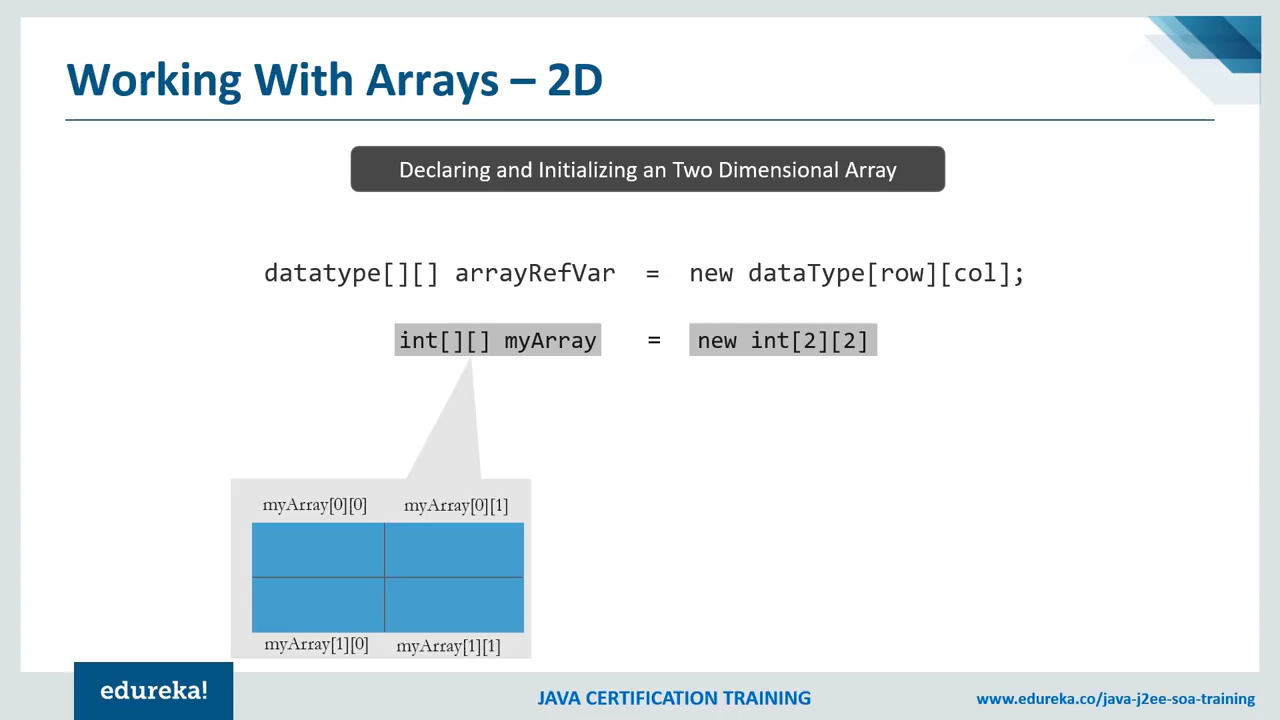 Working With Arrays – 2D
Declaring and Initializing an Two Dimensional Array
datatype[][] arrayRefVar = new dataType[row][col];
int[][] myArray = new int[2][2]
myArray[0][0] myArray[0][1]
myArray[1][0] myArray[1][1]
edureka!
JAVA CERTIFICATION TRAINING
www.edureka.co/java-j2ee-soa-training